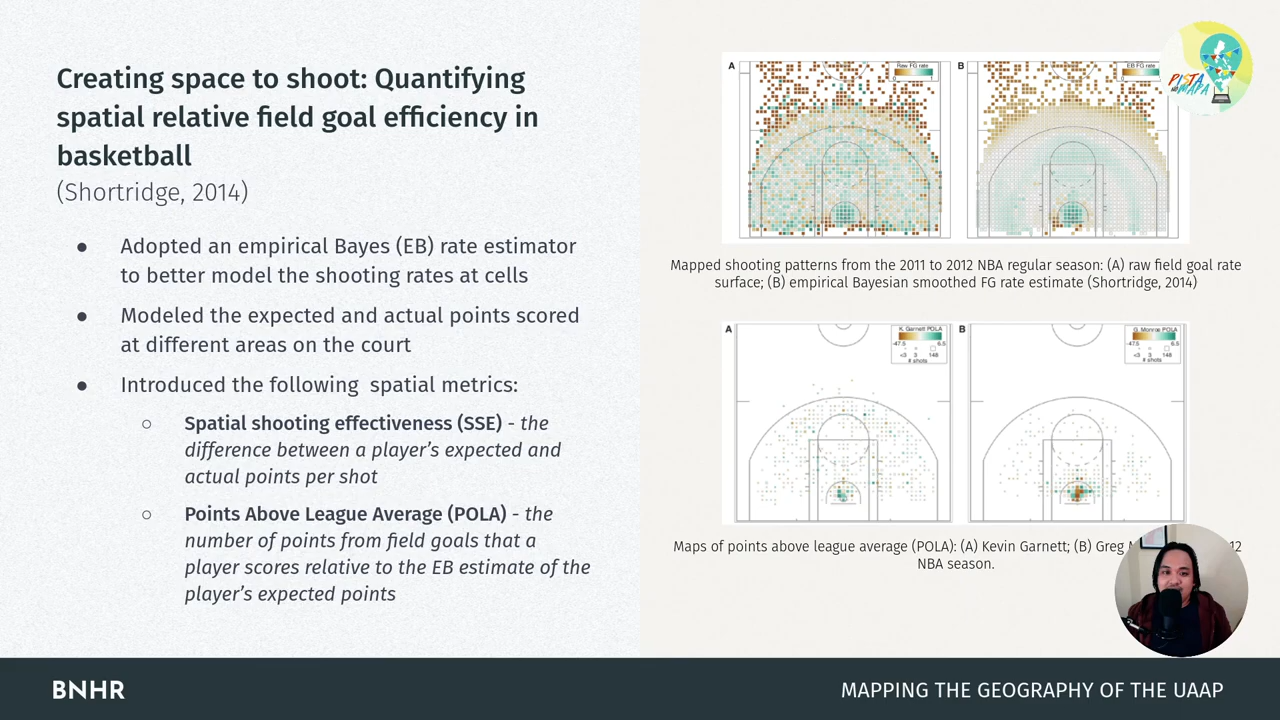 Creating space to shoot: Quantifying
spatial relative field goal efficiency in
basketball
(Shortridge, 2014)
● Adopted an empirical Bayes (EB) rate estimator
to better model the shooting rates at cells
● Modeled the expected and actual points scored
at different areas on the court
● Introduced the following spatial metrics:
○ Spatial shooting effectiveness (SSE) - the
difference between a player’s expected and
actual points per shot
○ Points Above League Average (POLA) - the
number of points from field goals that a
player scores relative to the EB estimate of the
player’s expected points
A
Raw FG rate
0 1
B
EB FG rate
0
PISTA
NG
MAPA
Mapped shooting patterns from the 2011 to 2012 NBA regular season: (A) raw field goal rate
surface; (B) empirical Bayesian smoothed FG rate estimate (Shortridge, 2014)
A
K. Garnett POLA
-47.5 6.5
<3 3 148
# shots
B
G. Monroe POLA
-47.5 6.5
<3 3 148
# shots
Maps of points above league average (POLA): (A) Kevin Garnett; (B) Greg 12
NBA season.
BNHR
MAPPING THE GEOGRAPHY OF THE UAAP